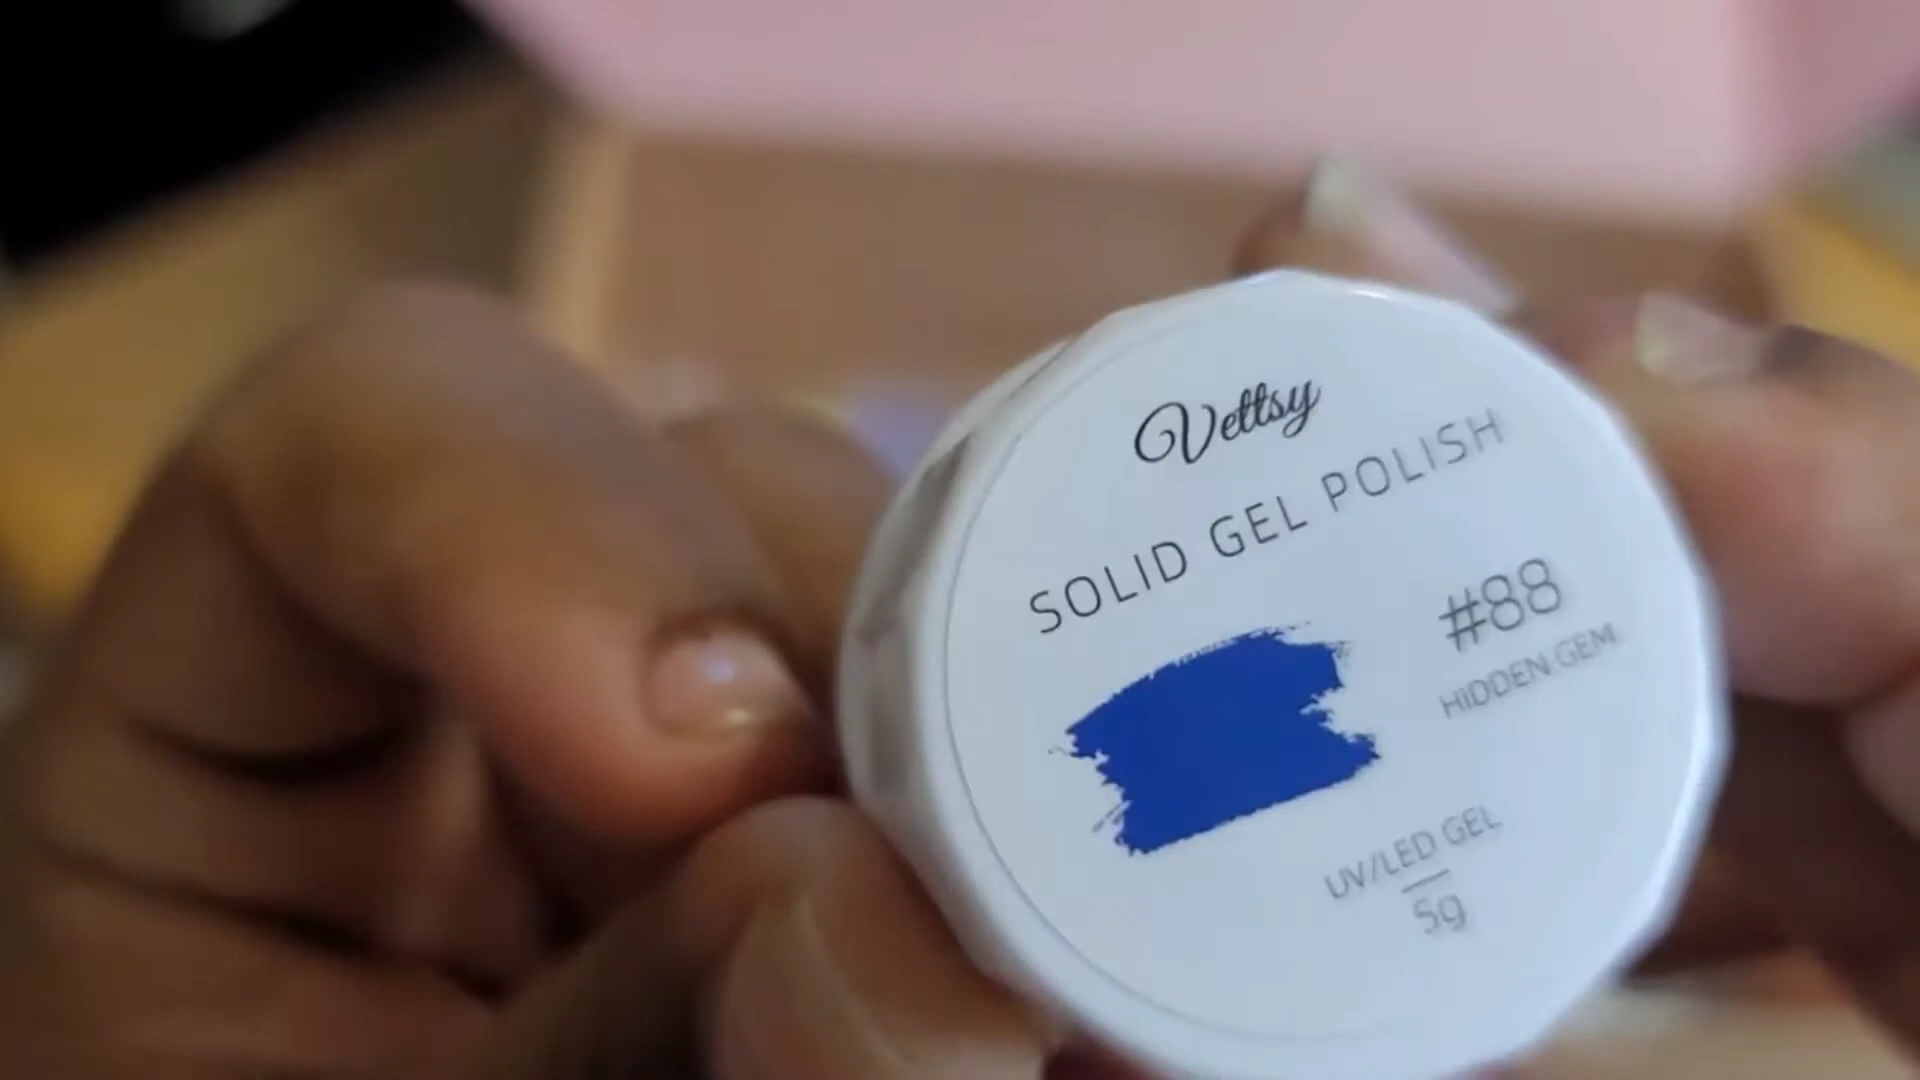 Vettsy
SOLID GEL POLISH
#88
HIDDEN GEM
UV/LED GEL
5g